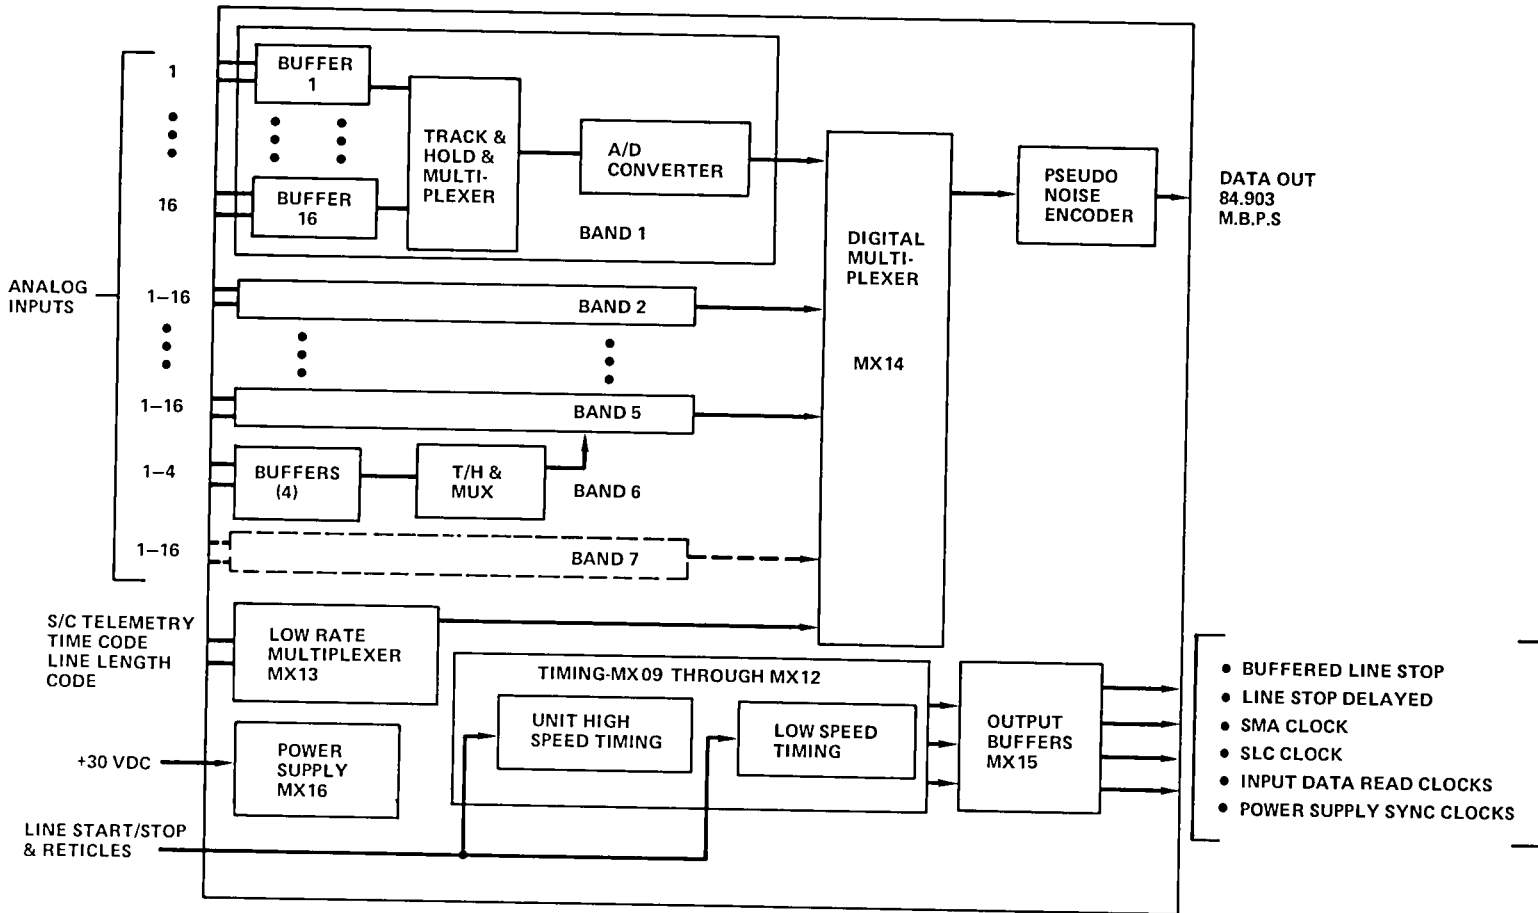 1
BUFFER
1
TRACK &
HOLD &
MULTI-
PLEXER
A/D
CONVERTER
16
BUFFER
16
BAND 1
DIGITAL
MULTI-
PLEXER
MX14
PSEUDO
NOISE
ENCODER
DATA OUT
84.903
M.B.P.S
ANALOG
INPUTS
1–16
BAND 2
1–16
BAND 5
1–4
BUFFERS
(4)
T/H &
MUX
BAND 6
1–16
BAND 7
S/C TELEMETRY
TIME CODE
LINE LENGTH
CODE
LOW RATE
MULTIPLEXER
MX13
TIMING-MX09 THROUGH MX12
UNIT HIGH
SPEED TIMING
LOW SPEED
TIMING
OUTPUT
BUFFERS
MX15
• BUFFERED LINE STOP
• LINE STOP DELAYED
• SMA CLOCK
• SLC CLOCK
• INPUT DATA READ CLOCKS
• POWER SUPPLY SYNC CLOCKS
+30 VDC
POWER
SUPPLY
MX16
LINE START/STOP
& RETICLES